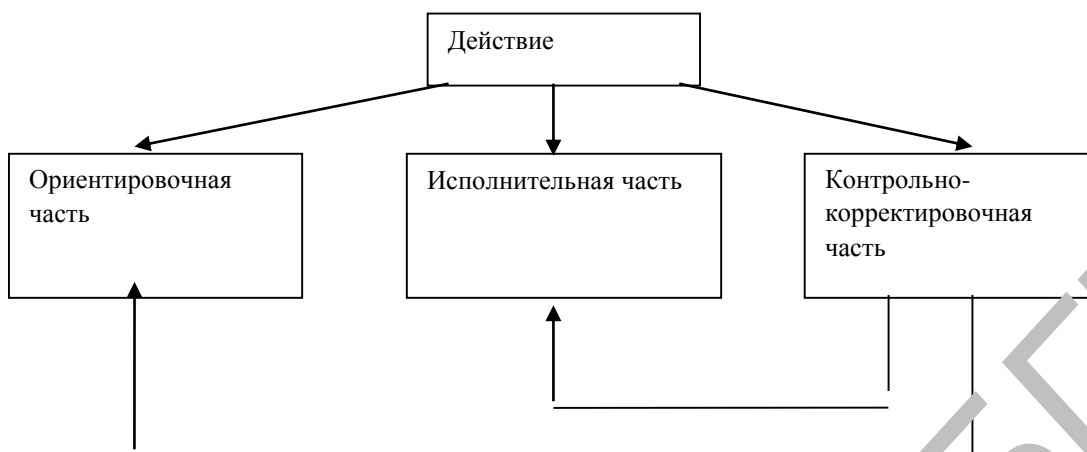 Действие
Ориентировочная
часть
Исполнительная часть
Контрольно-
корректировочная
часть